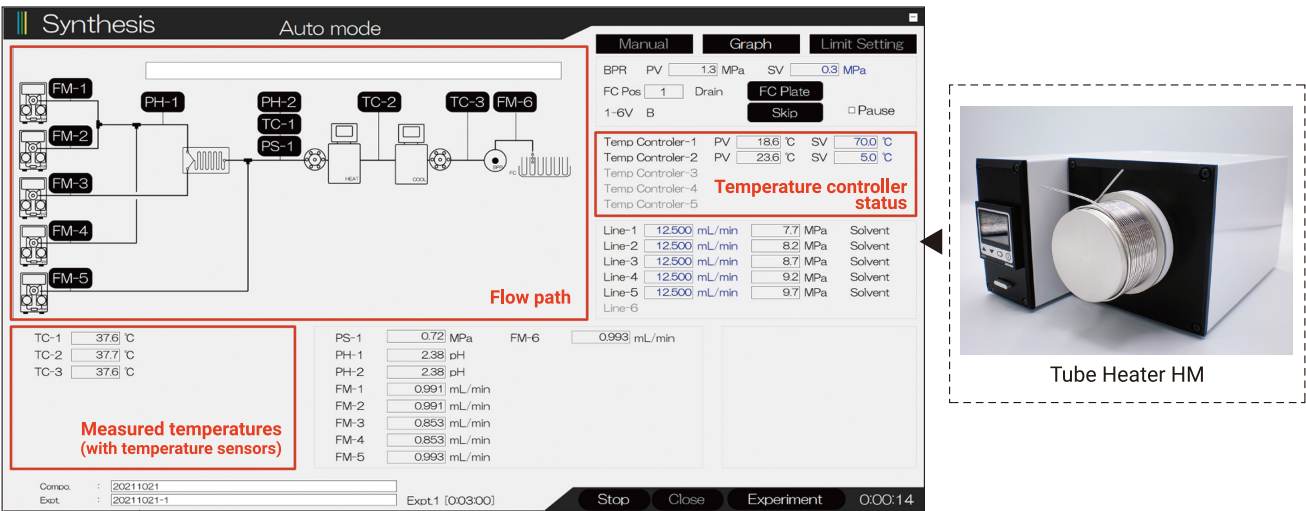 Synthesis
Auto mode
Manual
Graph
Limit Setting
BPR PV 1.3 MPa SV 0.3 MPa
FC Pos 1 Drain FC Plate
1-6V B Skip Pause
FM-1
FM-2
FM-3
FM-4
FM-5
PH-1
PH-2
TC-1
PS-1
TC-2
TC-3
FM-6
HEAT
COOL
BPR
FC
Flow path
Temp Controler-1 PV 18.6 ℃ SV 70.0 ℃
Temp Controler-2 PV 23.6 ℃ SV 5.0 ℃
Temp Controler-3
Temp Controler-4
Temp Controler-5
Temperature controller
status
Line-1 12.500 mL/min 7.7 MPa Solvent
Line-2 12.500 mL/min 8.2 MPa Solvent
Line-3 12.500 mL/min 8.7 MPa Solvent
Line-4 12.500 mL/min 9.2 MPa Solvent
Line-5 12.500 mL/min 9.7 MPa Solvent
Line-6
TC-1 37.6 ℃
TC-2 37.7 ℃
TC-3 37.6 ℃
Measured temperatures
(with temperature sensors)
PS-1 0.72 MPa FM-6 0.993 mL/min
PH-1 2.38 pH
PH-2 2.38 pH
FM-1 0.991 mL/min
FM-2 0.991 mL/min
FM-3 0.853 mL/min
FM-4 0.853 mL/min
FM-5 0.993 mL/min
Compo. : 20211021
Expt. : 20211021-1
Expt.1 [0:03:00]
Stop
Close
Experiment
0:00:14
Tube Heater HM